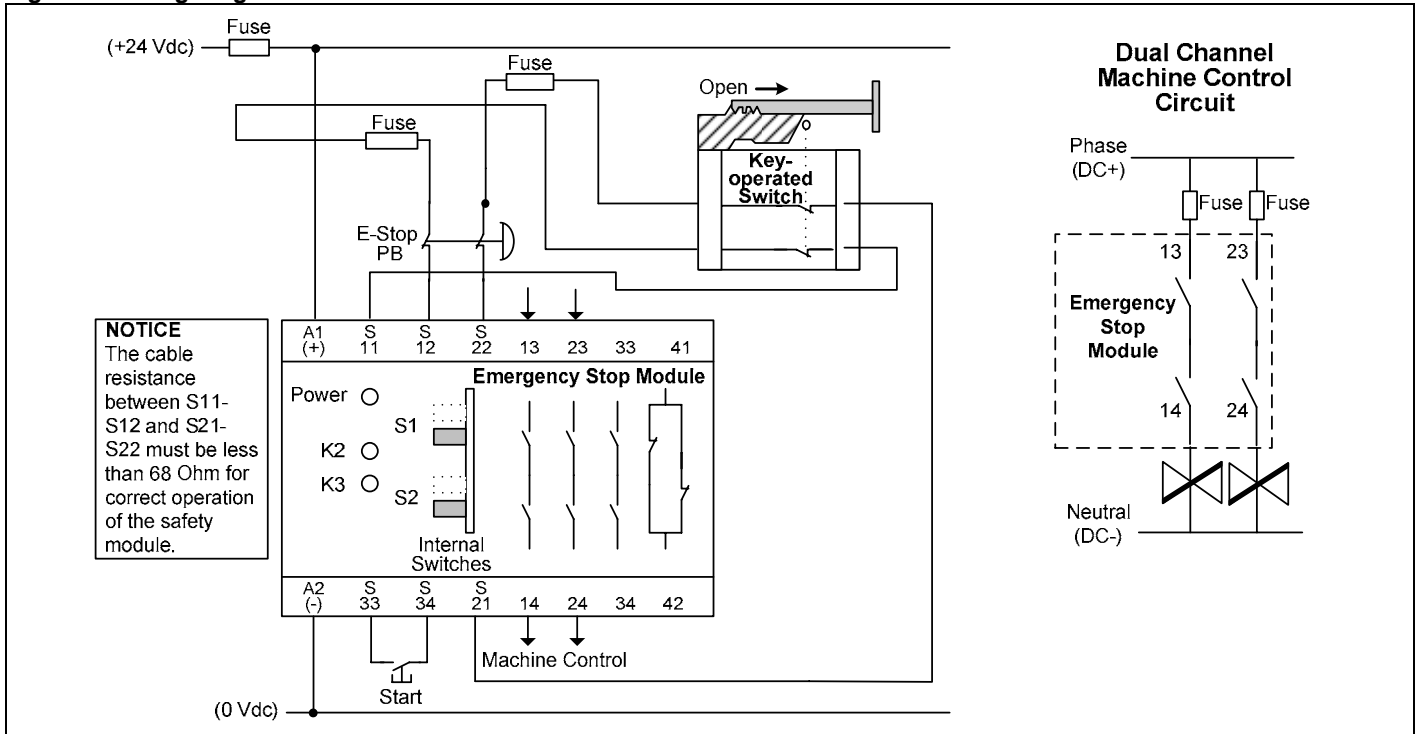 Fuse
(+24 Vdc)
Fuse
Fuse
Open
Key-
operated
Switch
E-Stop
PB
Dual Channel
Machine Control
Circuit
Phase
(DC+)
Fuse
Fuse
13
23
Emergency
Stop
Module
14
24
Neutral
(DC-)
NOTICE
The cable
resistance
between S11-
S12 and S21-
S22 must be less
than 68 Ohm for
correct operation
of the safety
module.
A1 S S S
(+) 11 12 22 13 23 33 41
Emergency Stop Module
Power
S1
K2
K3
S2
Internal
Switches
A2 S S S
(-) 33 34 21 14 24 34 42
Machine Control
Start
(0 Vdc)